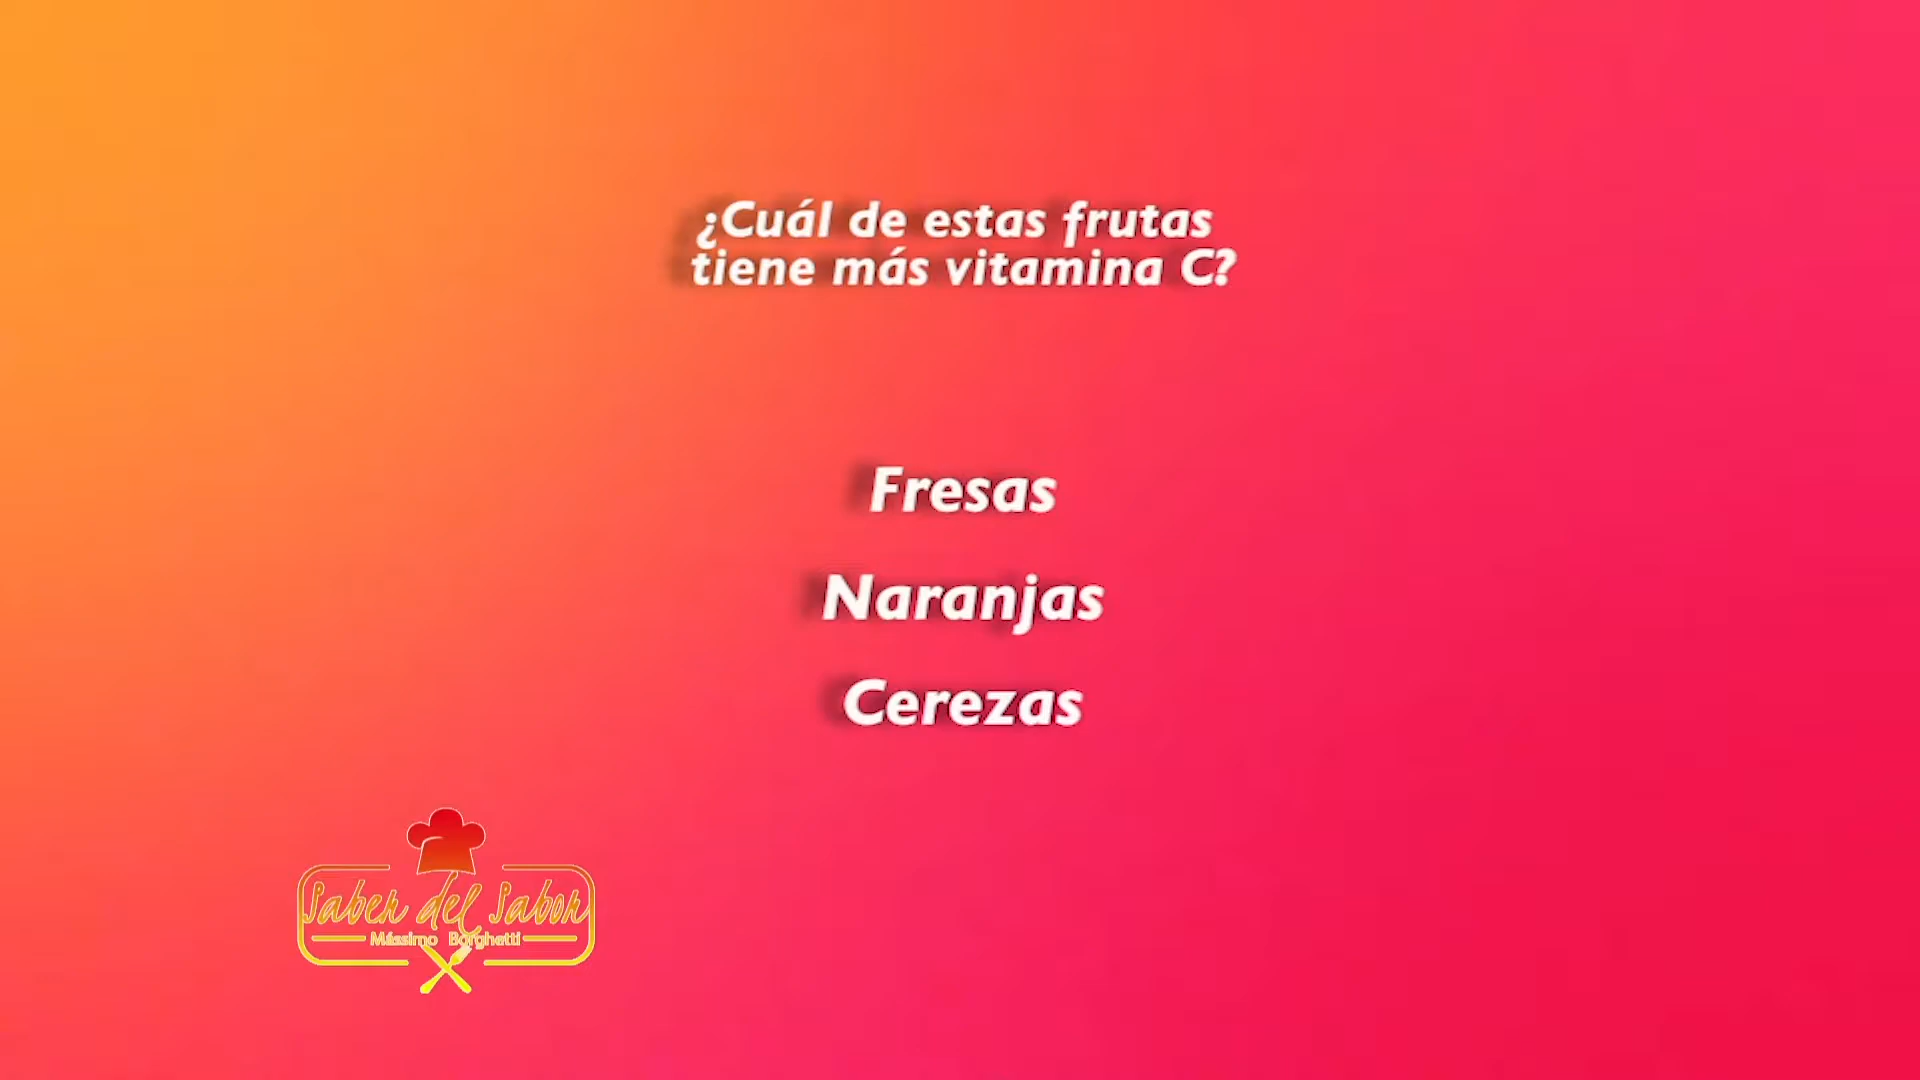 ¿Cuál de estas frutas
tiene más vitamina C?
Fresas
Naranjas
Cerezas
Saber del Sabor
Mássimo Borghetti